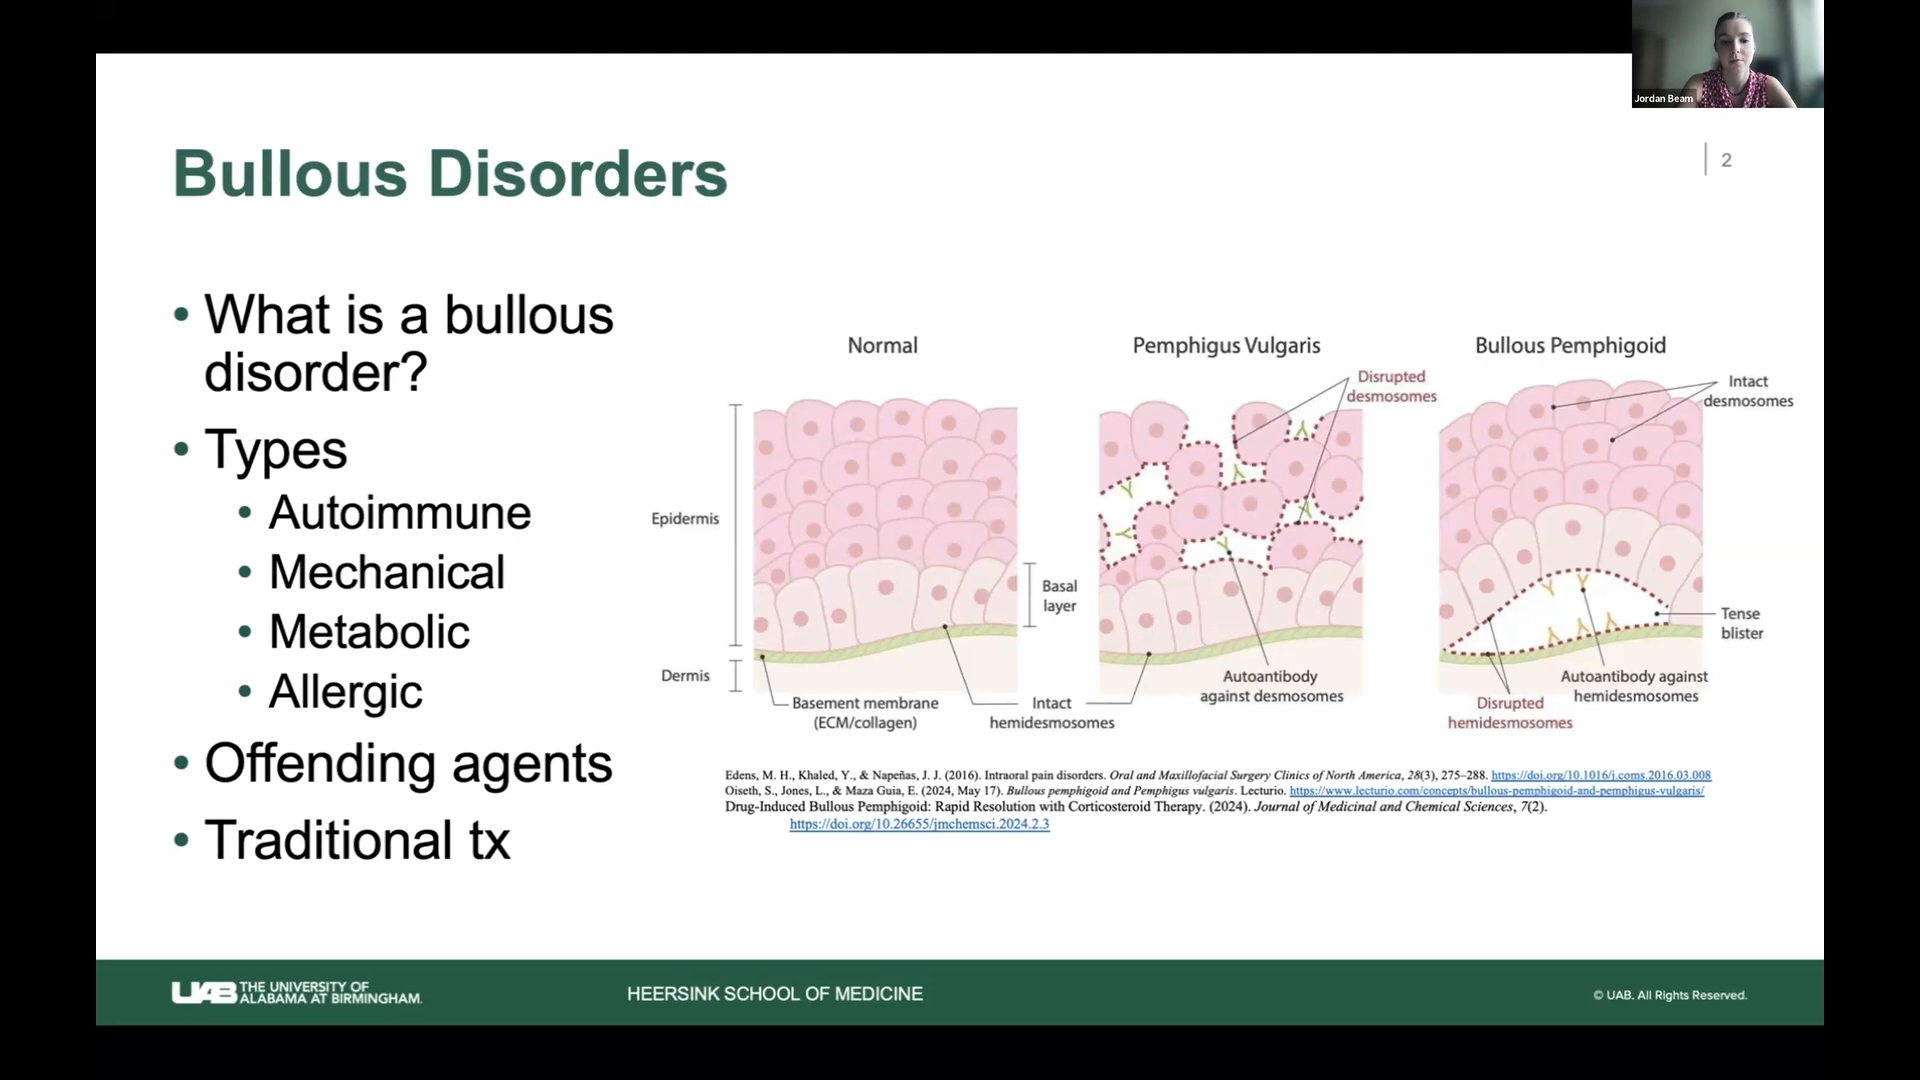 Jordan Beam
2
Bullous Disorders
• What is a bullous
disorder?
• Types
• Autoimmune
• Mechanical
• Metabolic
• Allergic
• Offending agents
• Traditional tx
Normal
Pemphigus Vulgaris
Bullous Pemphigoid
Disrupted
desmosomes
Intact
desmosomes
Epidermis
Basal
layer
Tense
blister
Dermis
Basement membrane
(ECM/collagen)
Intact
hemidesmosomes
Autoantibody
against desmosomes
Autoantibody against
hemidesmosomes
Disrupted
hemidesmosomes
Edens, M. H., Khaled, Y., & Napeñas, J. J. (2016). Intraoral pain disorders. Oral and Maxillofacial Surgery Clinics of North America, 28(3), 275–288. https://doi.org/10.1016/j.coms.2016.03.008
Oiseth, S., Jones, L., & Maza Guia, E. (2024, May 17). Bullous pemphigoid and Pemphigus vulgaris. Lecturio. https://www.lecturio.com/concepts/bullous-pemphigoid-and-pemphigus-vulgaris/
Drug-Induced Bullous Pemphigoid: Rapid Resolution with Corticosteroid Therapy. (2024). Journal of Medicinal and Chemical Sciences, 7(2).
https://doi.org/10.26655/jmchemsci.2024.2.3
UAB THE UNIVERSITY OF
ALABAMA AT BIRMINGHAM.
HEERSINK SCHOOL OF MEDICINE
© UAB. All Rights Reserved.